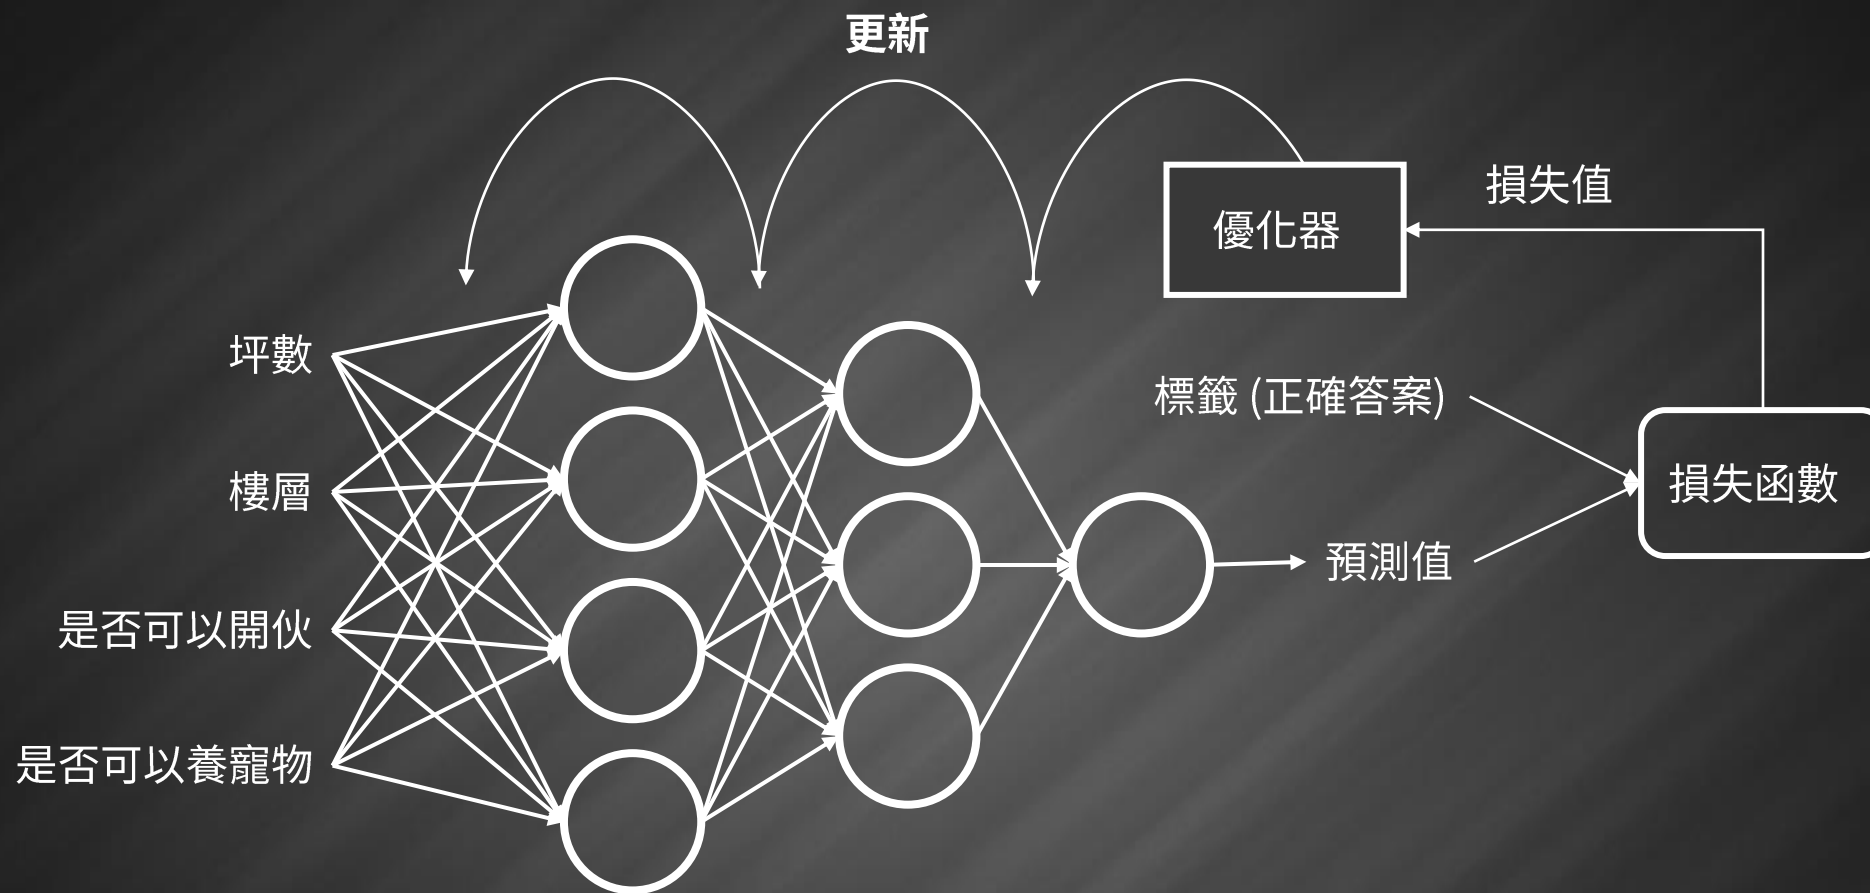 更新
損失值
優化器
坪數
標籤 (正確答案)
損失函數
樓層
預測值
是否可以開伙
是否可以養寵物